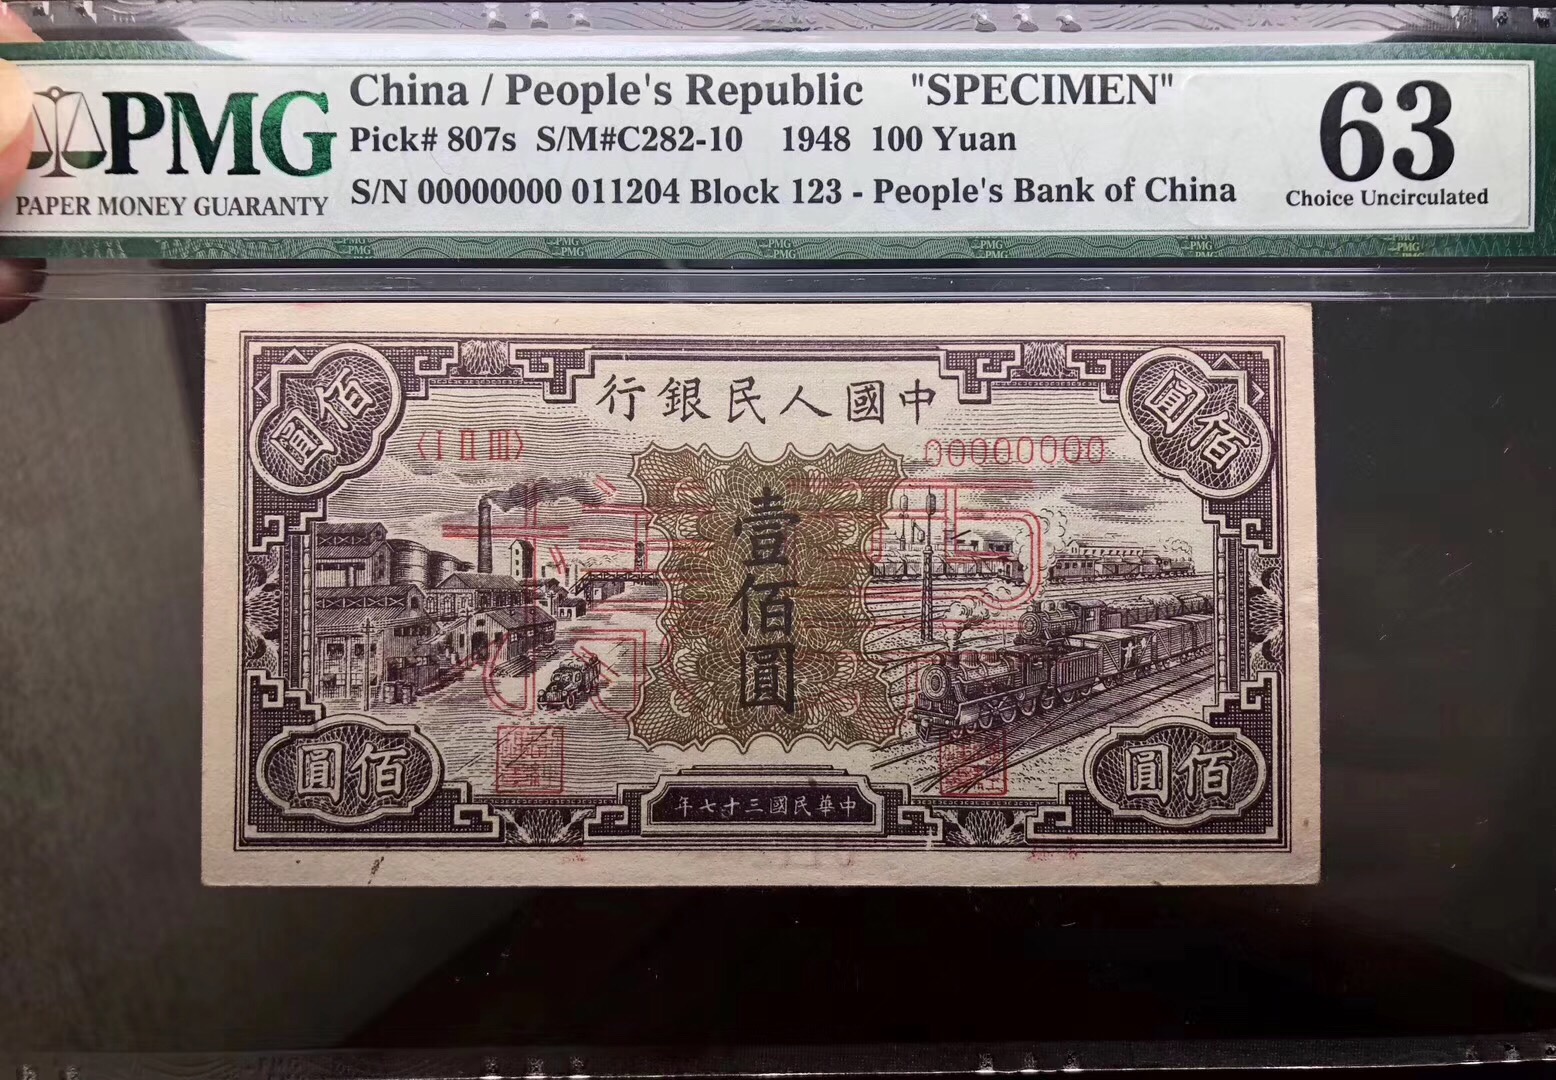 PMG
PAPER MONEY GUARANTY
China / People's Republic "SPECIMEN"
Pick# 807s S/M#C282-10 1948 100 Yuan
S/N 00000000 011204 Block 123 - People's Bank of China
63
Choice Uncirculated
中國人民銀行
佰圓
佰圓
〈I II III〉
00000000
壹佰圓
佰圓
佰圓
中華民國三十七年